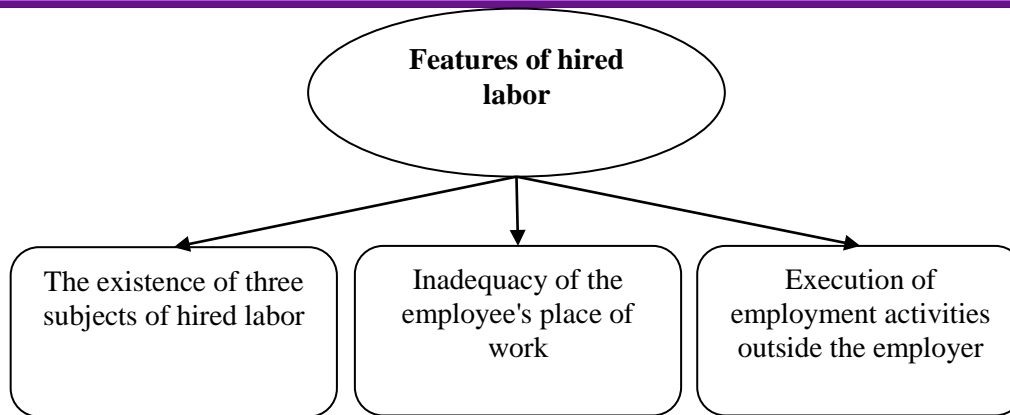 Features of hired
labor
The existence of three
subjects of hired labor
Inadequacy of the
employee's place of
work
Execution of
employment activities
outside the employer